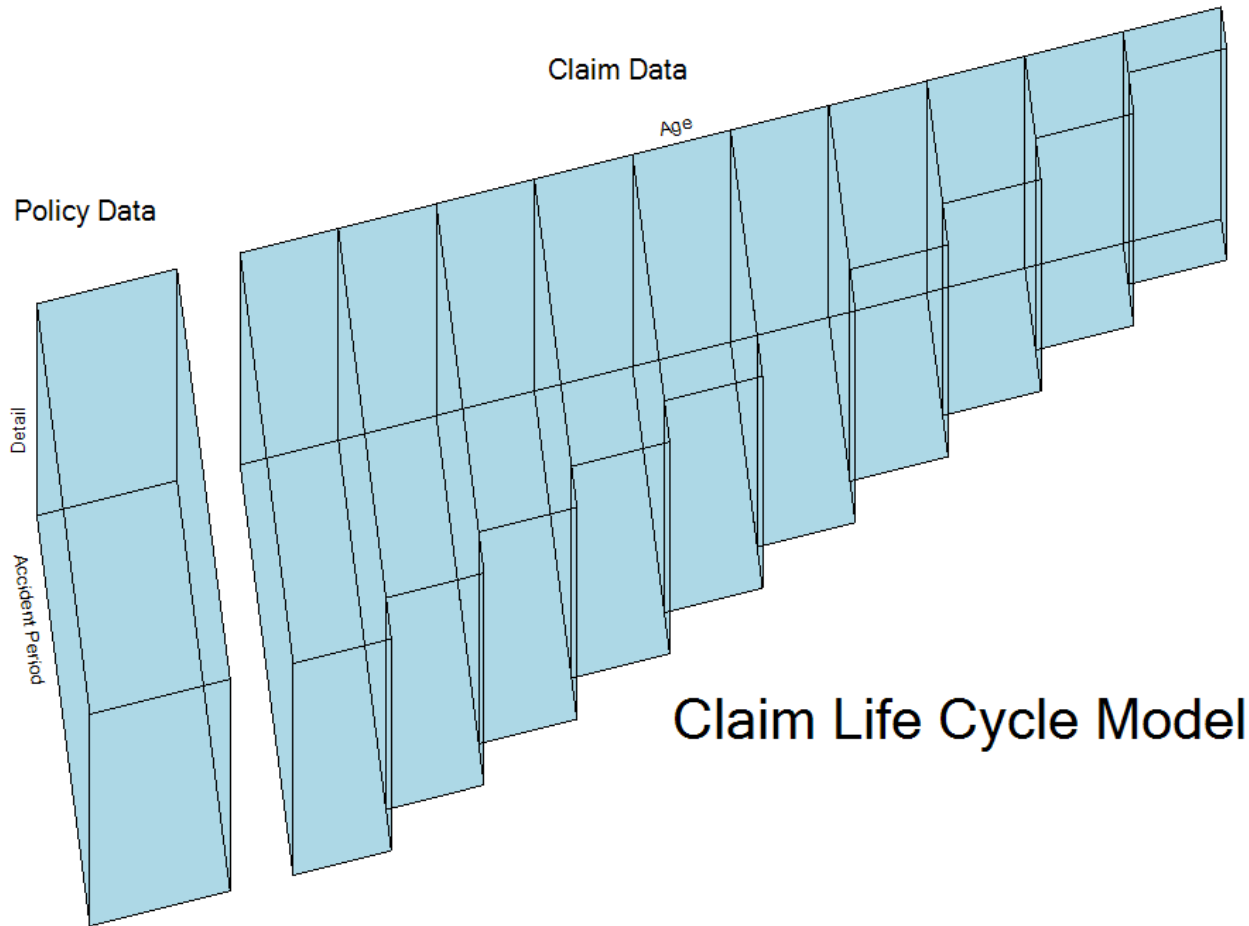 Claim Data
Age
Policy Data
Detail
Accident Period
Claim Life Cycle Model